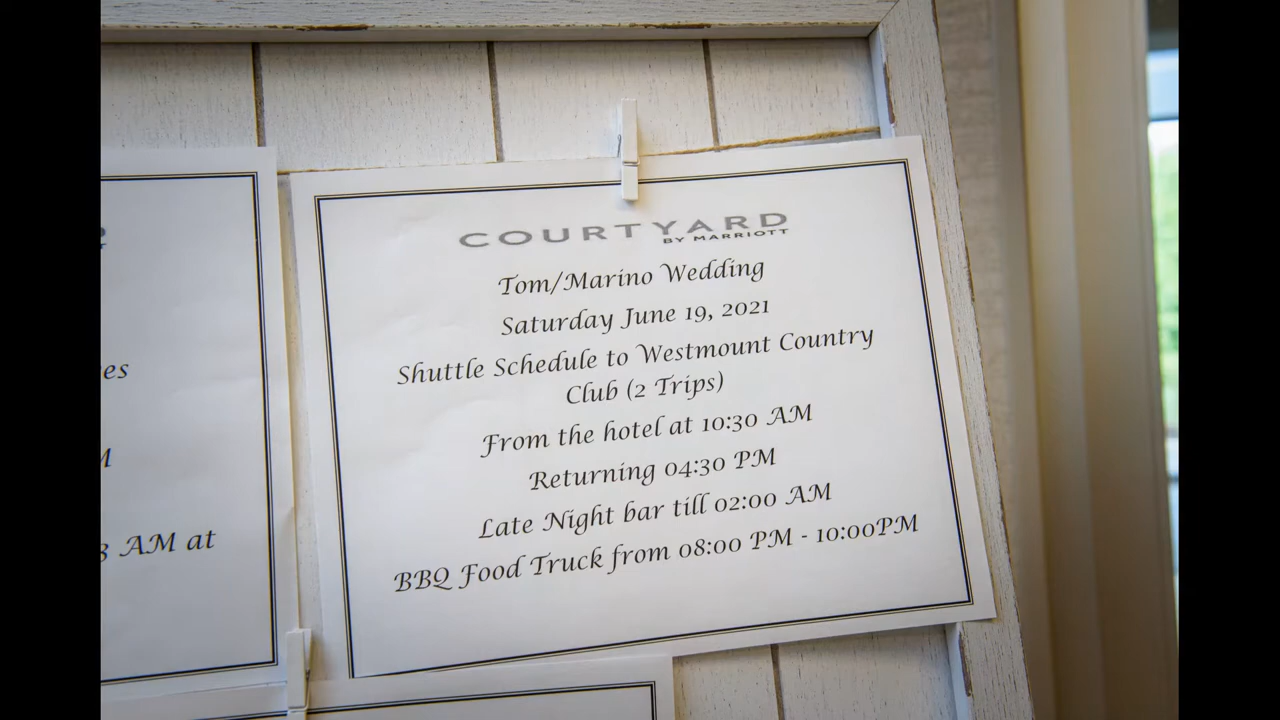 COURTYARD
BY MARRIOTT
Tom/Marino Wedding
Saturday June 19, 2021
Shuttle Schedule to Westmount Country
Club (2 Trips)
From the hotel at 10:30 AM
Returning 04:30 PM
Late Night bar till 02:00 AM
BBQ Food Truck from 08:00 PM - 10:00PM
es
M
3 AM at